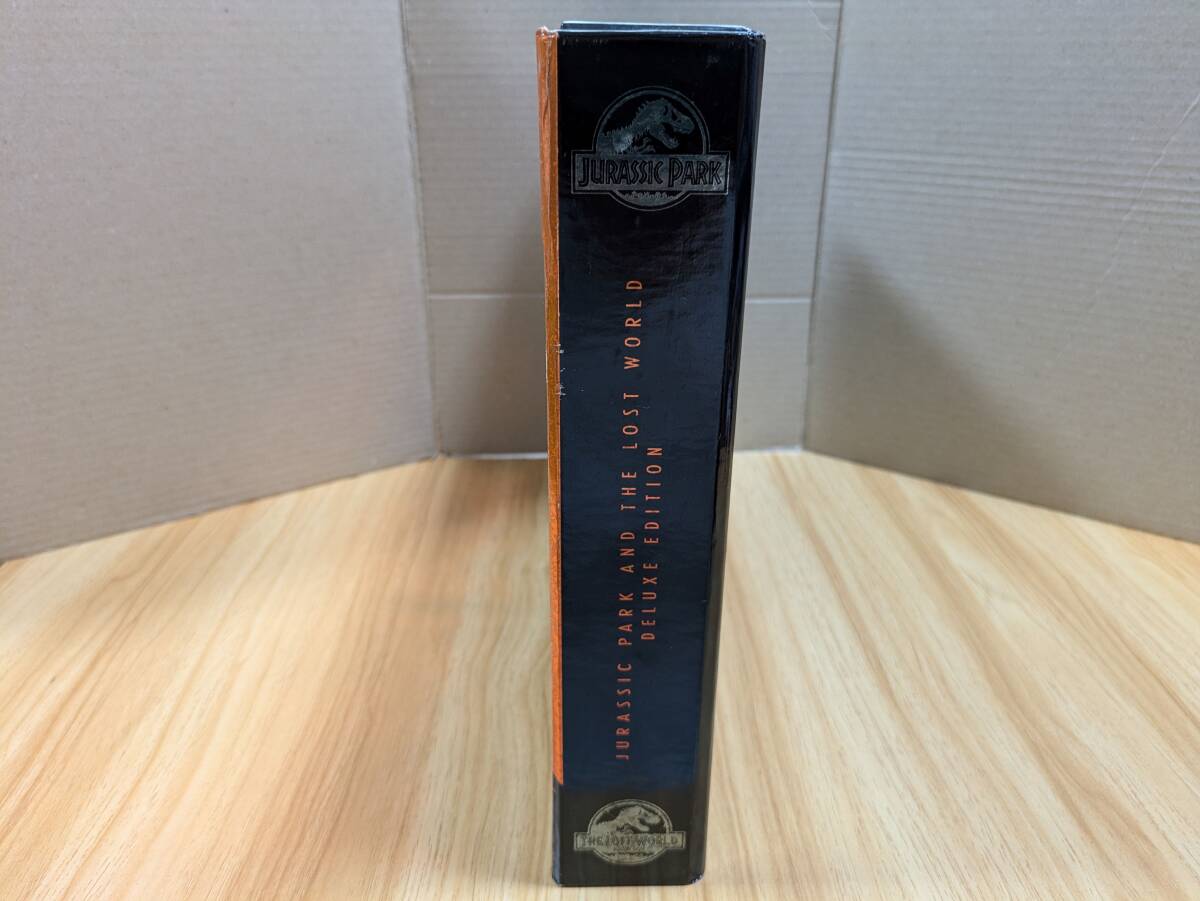 JURASSIC PARK
JURASSIC PARK AND THE LOST WORLD
DELUXE EDITION
THE LOST WORLD